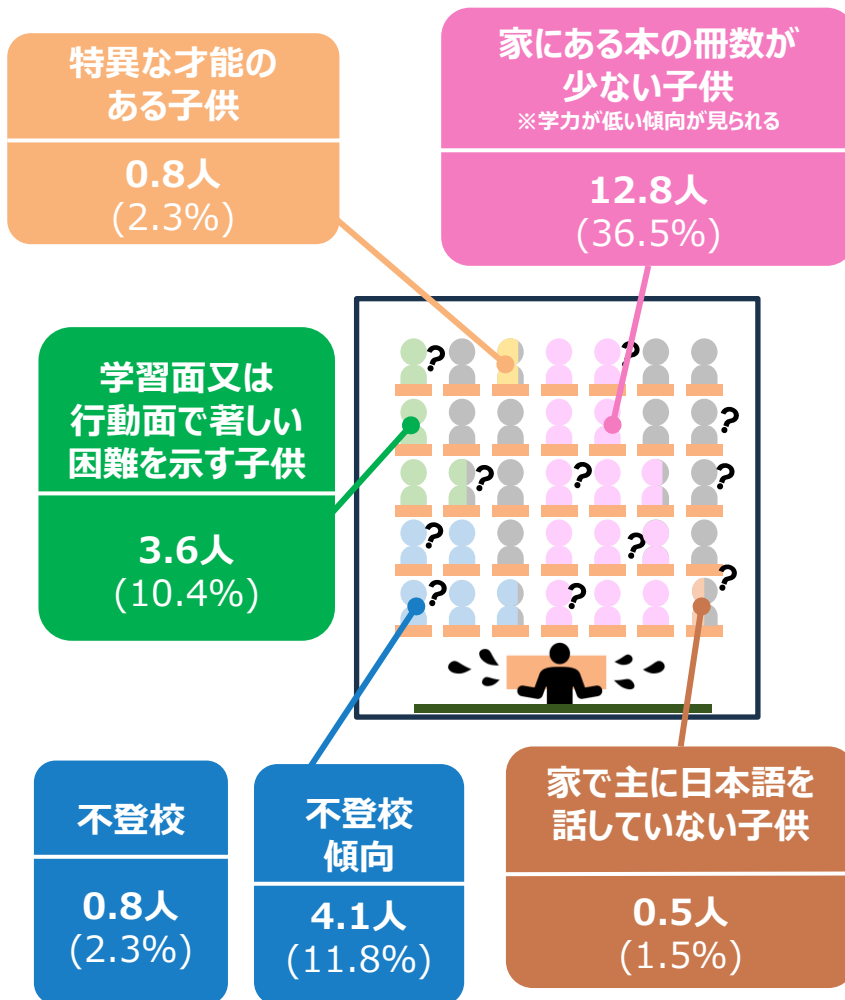 特異な才能の
ある子供
0.8人
(2.3%)
家にある本の冊数が
少ない子供
※学力が低い傾向が見られる
12.8人
(36.5%)
学習面又は
行動面で著しい
困難を示す子供
3.6人
(10.4%)
?
?
?
?
?
?
?
?
?
?
?
不登校
0.8人
(2.3%)
不登校
傾向
4.1人
(11.8%)
家で主に日本語を
話していない子供
0.5人
(1.5%)